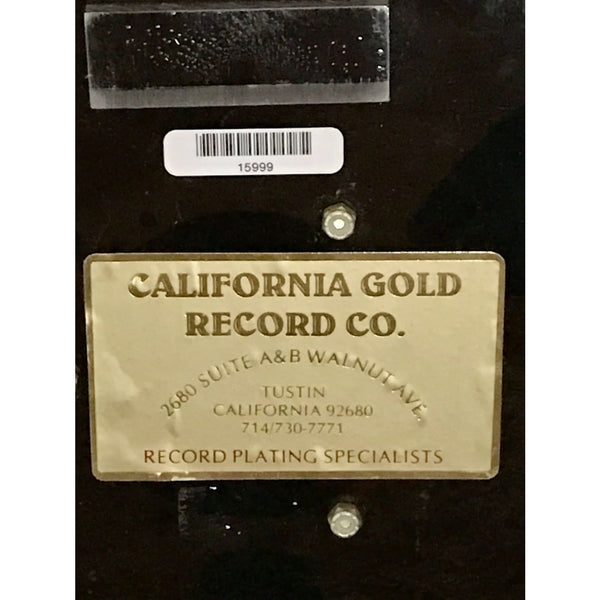 15999
CALIFORNIA GOLD
RECORD CO.
2680 SUITE A&B WALNUT AVE.
TUSTIN
CALIFORNIA 92680
714/730-7771
RECORD PLATING SPECIALISTS